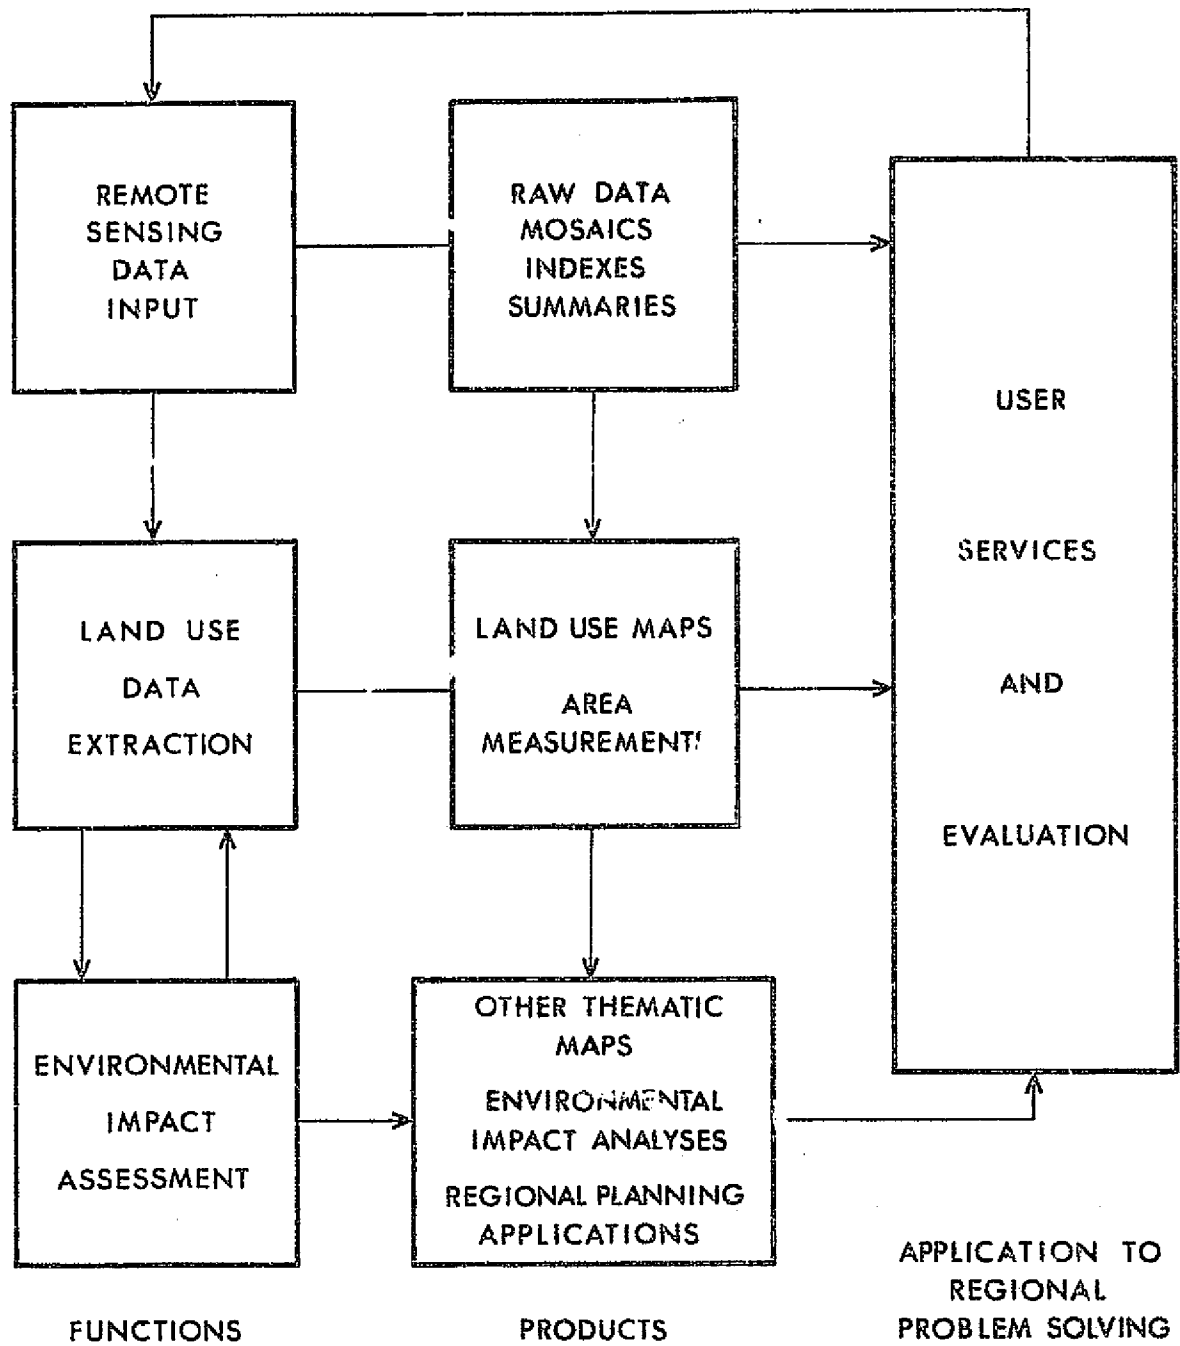 REMOTE
SENSING
DATA
INPUT
RAW DATA
MOSAICS
INDEXES
SUMMARIES
USER
SERVICES
AND
EVALUATION
LAND USE
DATA
EXTRACTION
LAND USE MAPS
AREA
MEASUREMENTS
ENVIRONMENTAL
IMPACT
ASSESSMENT
OTHER THEMATIC
MAPS
ENVIRONMENTAL
IMPACT ANALYSES
REGIONAL PLANNING
APPLICATIONS
FUNCTIONS
PRODUCTS
APPLICATION TO
REGIONAL
PROBLEM SOLVING